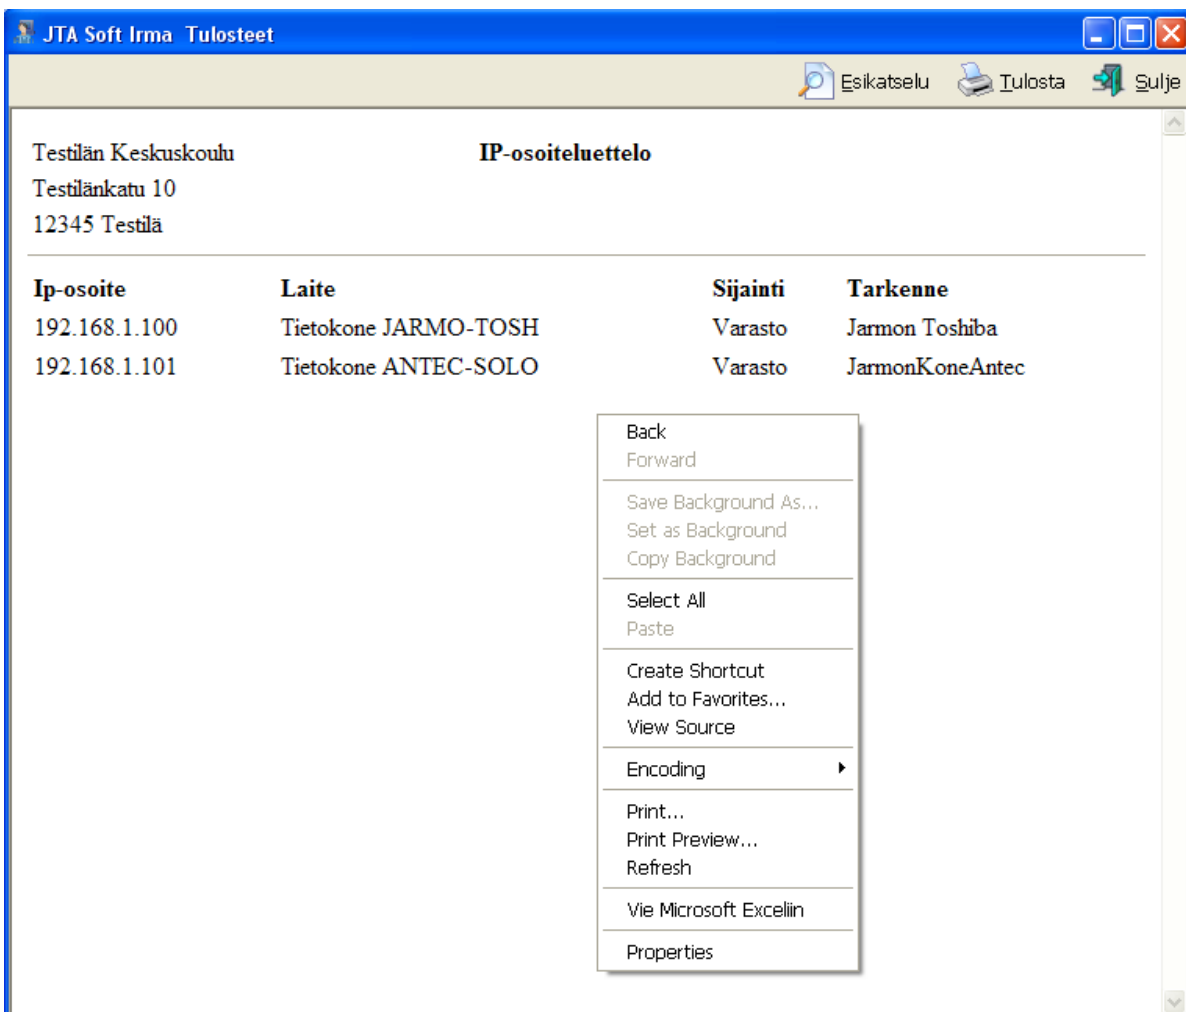 JTA Soft Irma  Tulosteet
Esikatselu Tulosta Sulje
Testilän Keskuskoulu IP-osoiteluettelo
Testilänkatu 10
12345 Testilä
Ip-osoite Laite Sijainti Tarkenne
192.168.1.100 Tietokone JARMO-TOSH Varasto Jarmon Toshiba
192.168.1.101 Tietokone ANTEC-SOLO Varasto JarmonKoneAntec
Back
Forward
Save Background As...
Set as Background
Copy Background
Select All
Paste
Create Shortcut
Add to Favorites...
View Source
Encoding
Print...
Print Preview...
Refresh
Vie Microsoft Exceliin
Properties